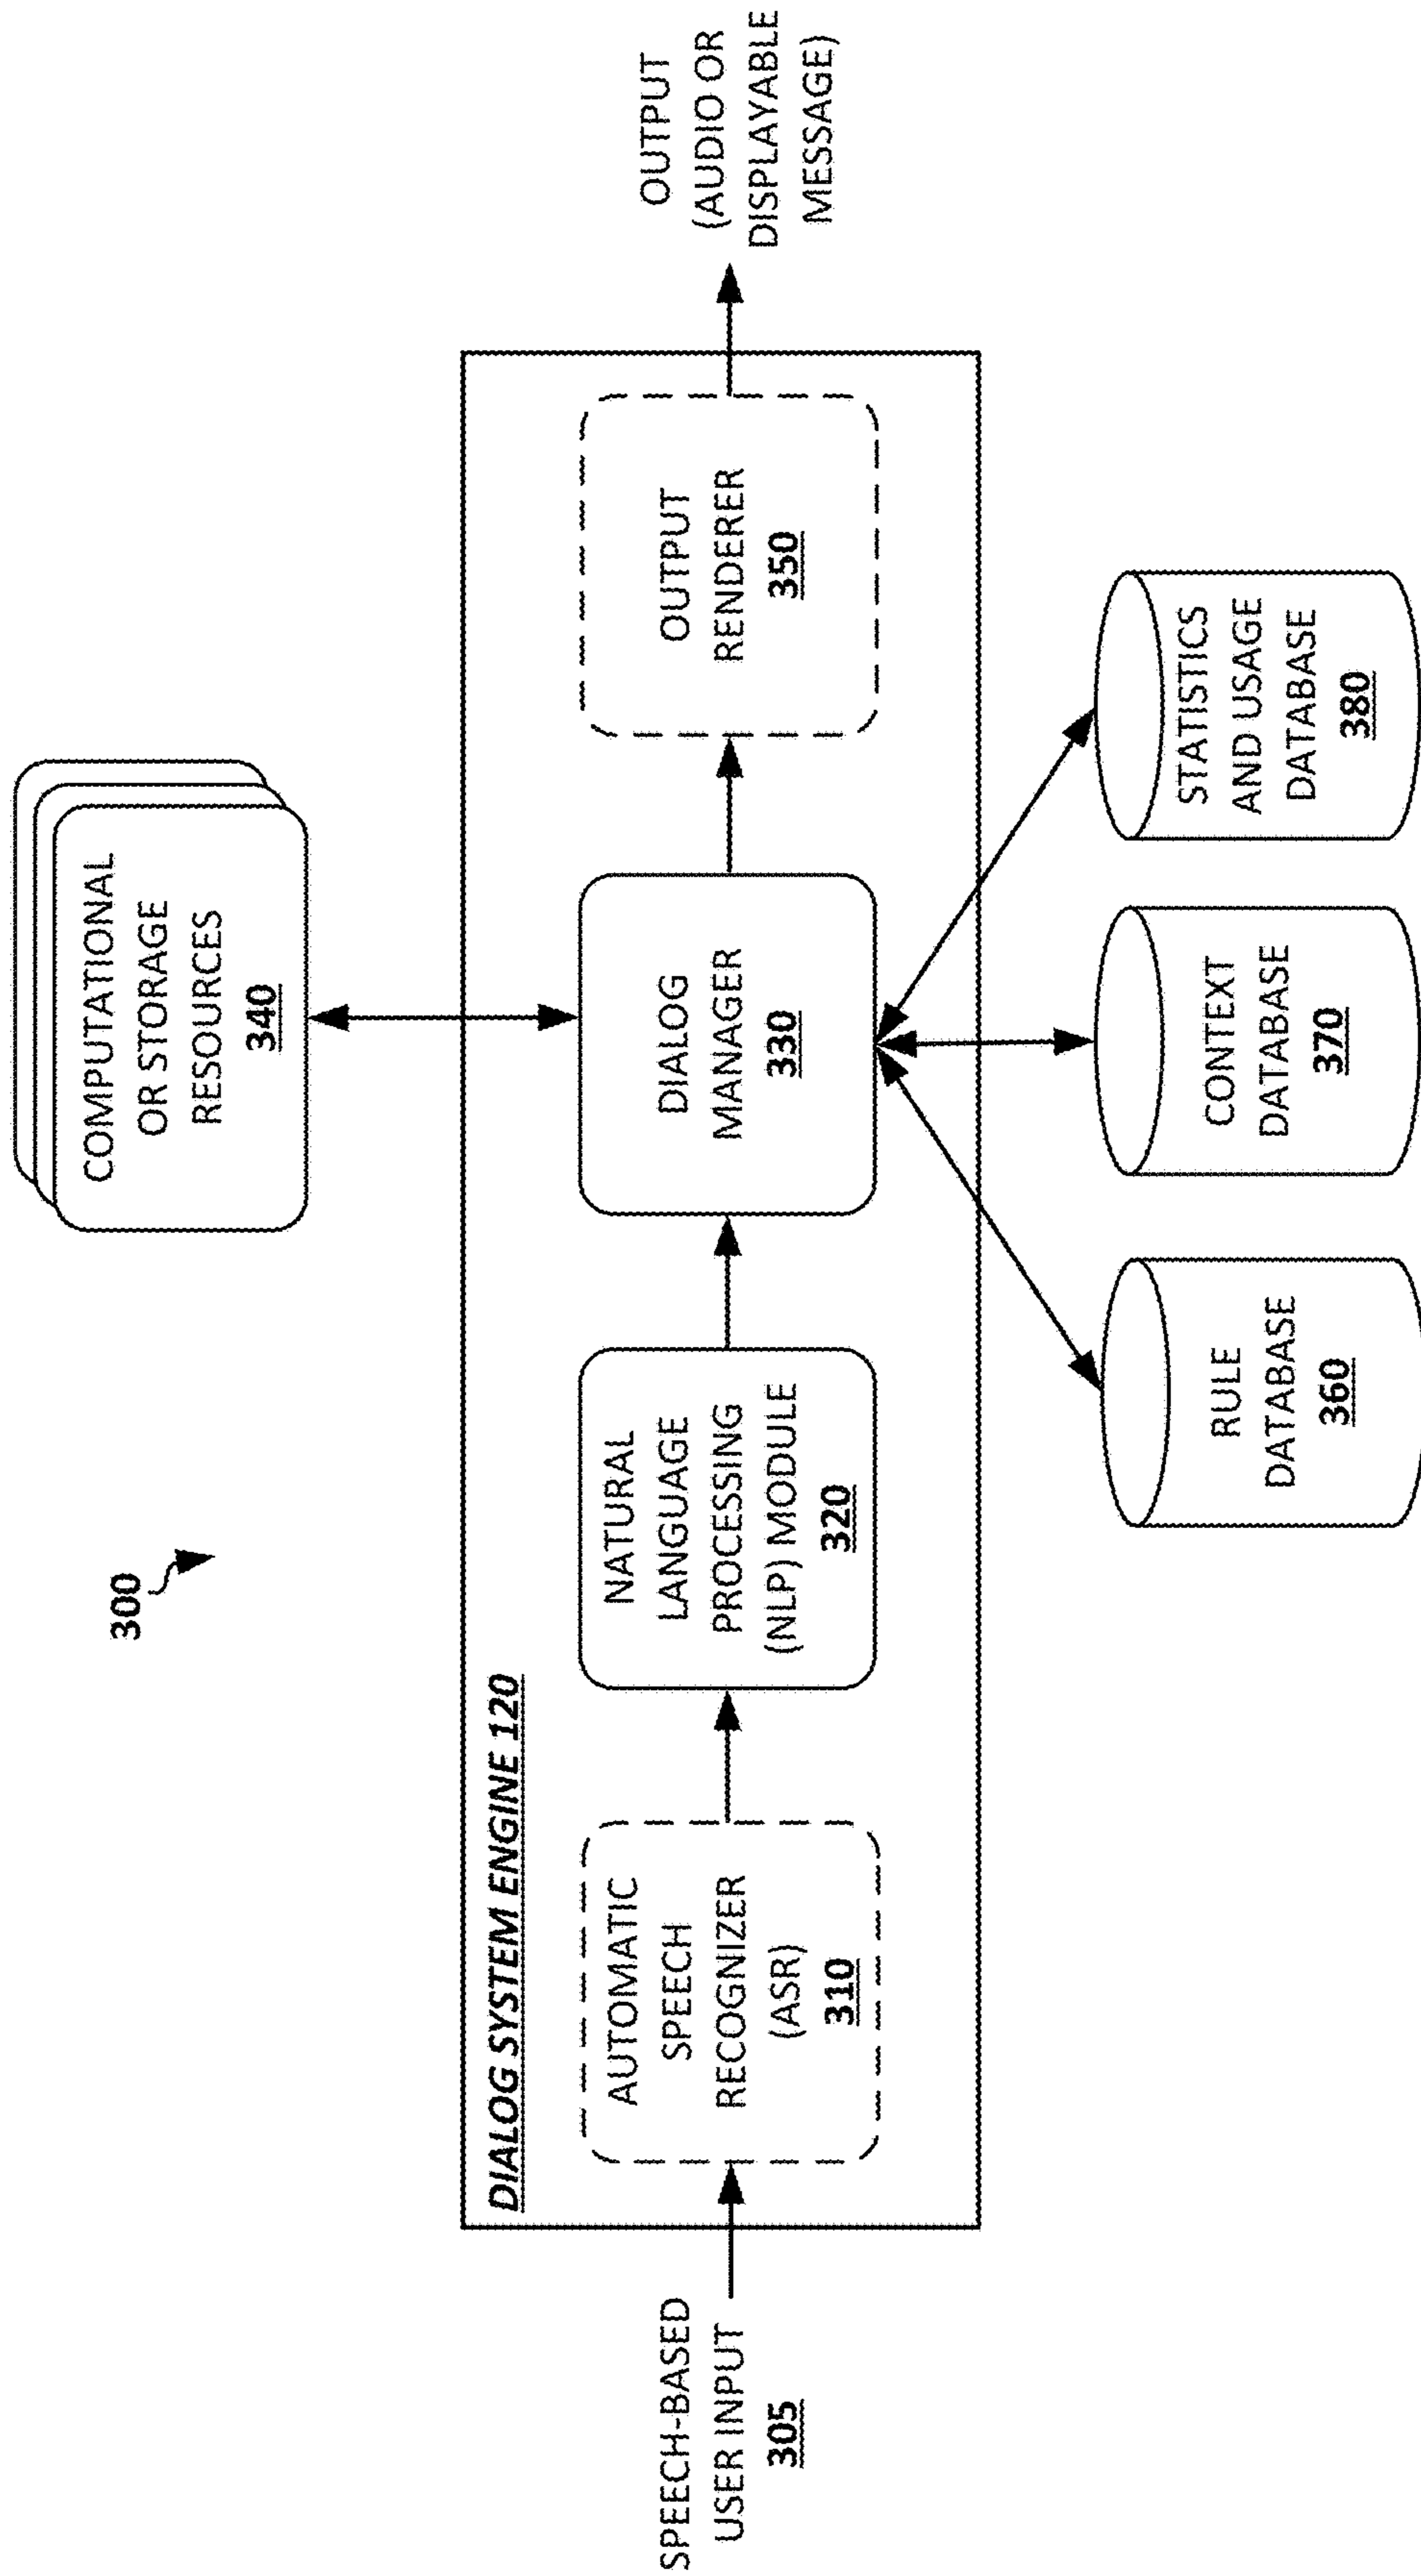 300
COMPUTATIONAL
OR STORAGE
RESOURCES
340
DIALOG SYSTEM ENGINE 120
SPEECH-BASED
USER INPUT
305
AUTOMATIC
SPEECH
RECOGNIZER
(ASR)
310
NATURAL
LANGUAGE
PROCESSING
(NLP) MODULE
320
DIALOG
MANAGER
330
OUTPUT
RENDERER
350
OUTPUT
(AUDIO OR
DISPLAYABLE
MESSAGE)
RULE
DATABASE
360
CONTEXT
DATABASE
370
STATISTICS
AND USAGE
DATABASE
380